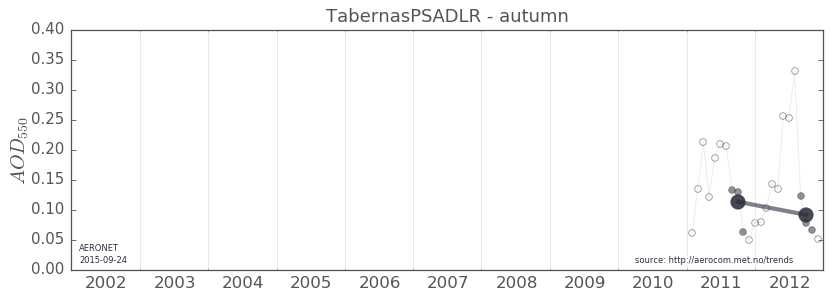 TabernasPSADLR - autumn
0.40
0.35
0.30
0.25
0.20
0.15
0.10
0.05
0.00
AOD550
AERONET
2015-09-24
source: http://aerocom.met.no/trends
2002 2003 2004 2005 2006 2007 2008 2009 2010 2011 2012